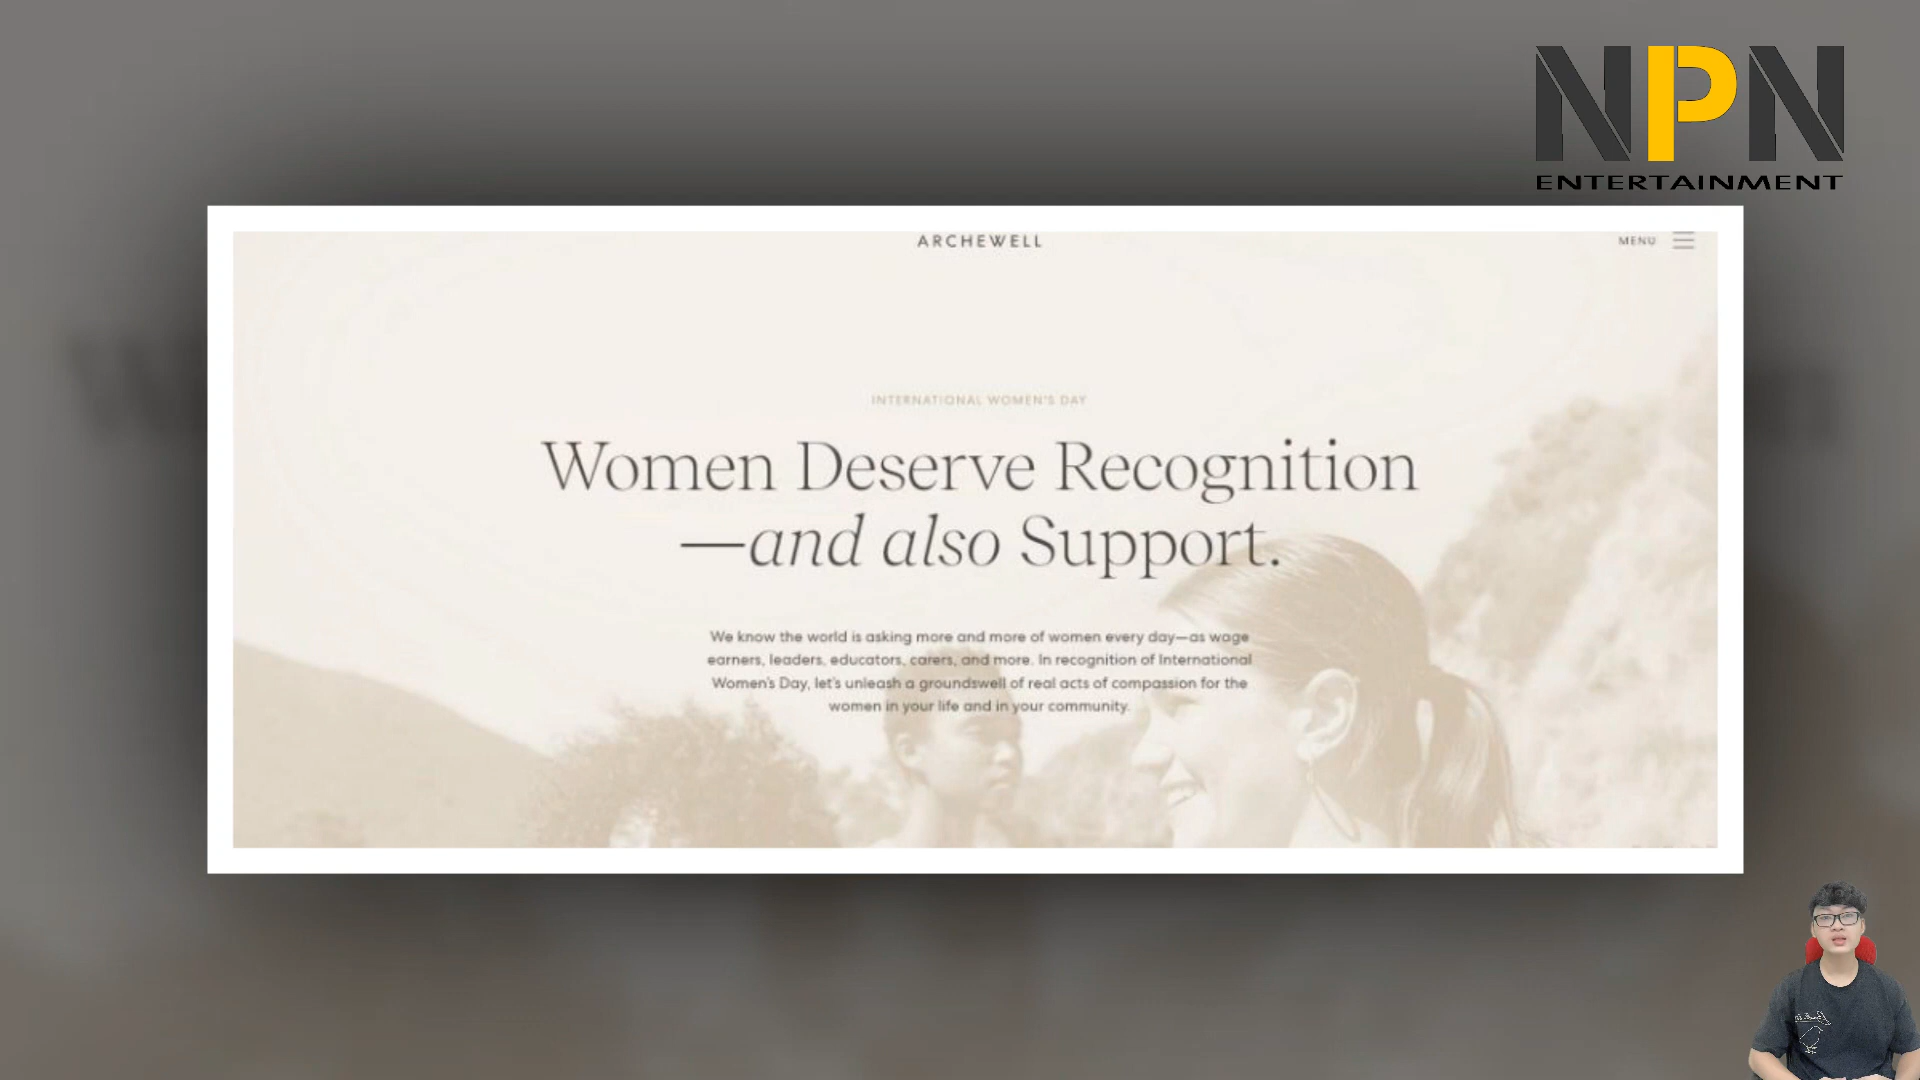 NPN
ENTERTAINMENT
ARCHEWELL
MENU
INTERNATIONAL WOMEN'S DAY
Women Deserve Recognition
—and also Support.
We know the world is asking more and more of women every day—as wage
earners, leaders, educators, carers, and more. In recognition of International
Women's Day, let's unleash a groundswell of real acts of compassion for the
women in your life and in your community.